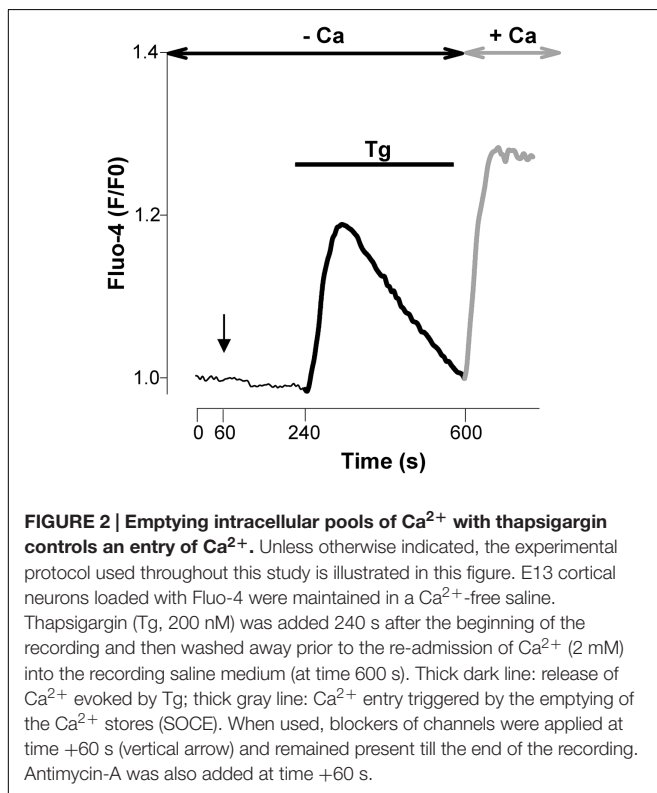 - Ca
+ Ca
1.4
Tg
Fluo-4 (F/F0)
1.2
1.0
0 60 240 600
Time (s)
FIGURE 2 | Emptying intracellular pools of Ca²⁺ with thapsigargin
controls an entry of Ca²⁺. Unless otherwise indicated, the experimental
protocol used throughout this study is illustrated in this figure. E13 cortical
neurons loaded with Fluo-4 were maintained in a Ca²⁺-free saline.
Thapsigargin (Tg, 200 nM) was added 240 s after the beginning of the
recording and then washed away prior to the re-admission of Ca²⁺ (2 mM)
into the recording saline medium (at time 600 s). Thick dark line: release of
Ca²⁺ evoked by Tg; thick gray line: Ca²⁺ entry triggered by the emptying of
the Ca²⁺ stores (SOCE). When used, blockers of channels were applied at
time +60 s (vertical arrow) and remained present till the end of the recording.
Antimycin-A was also added at time +60 s.